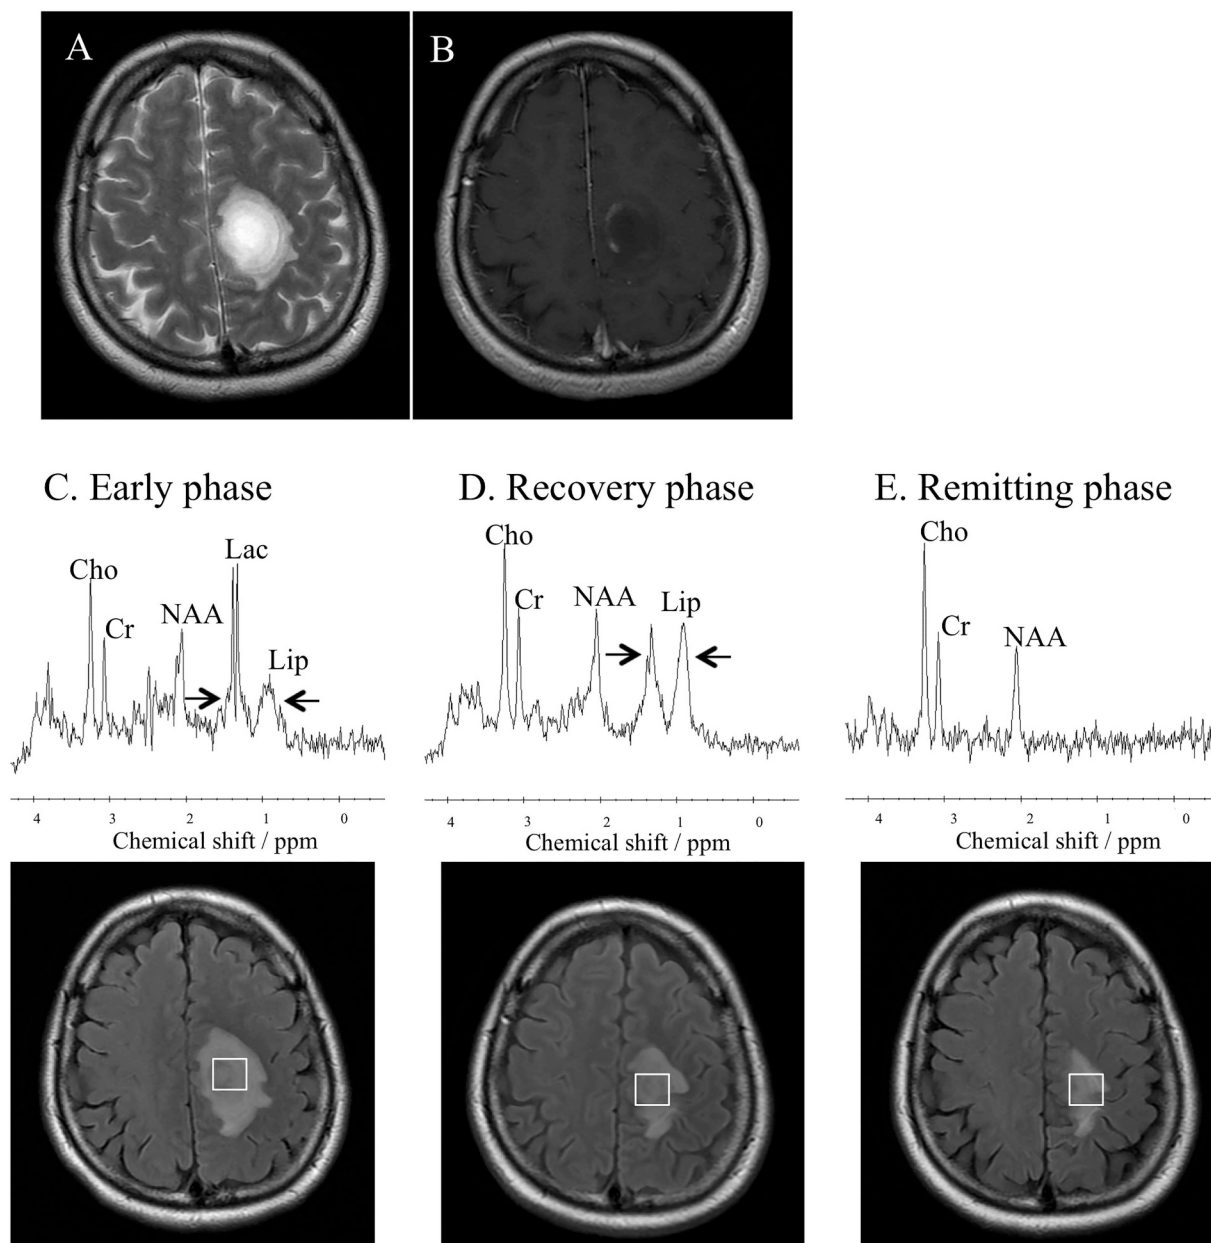 A
B
C. Early phase
D. Recovery phase
E. Remitting phase
Cho
Cr
NAA
Lac
Lip
4 3 2 1 0
Chemical shift / ppm
Cho
Cr
NAA
Lip
4 3 2 1 0
Chemical shift / ppm
Cho
Cr
NAA
4 3 2 1 0
Chemical shift / ppm